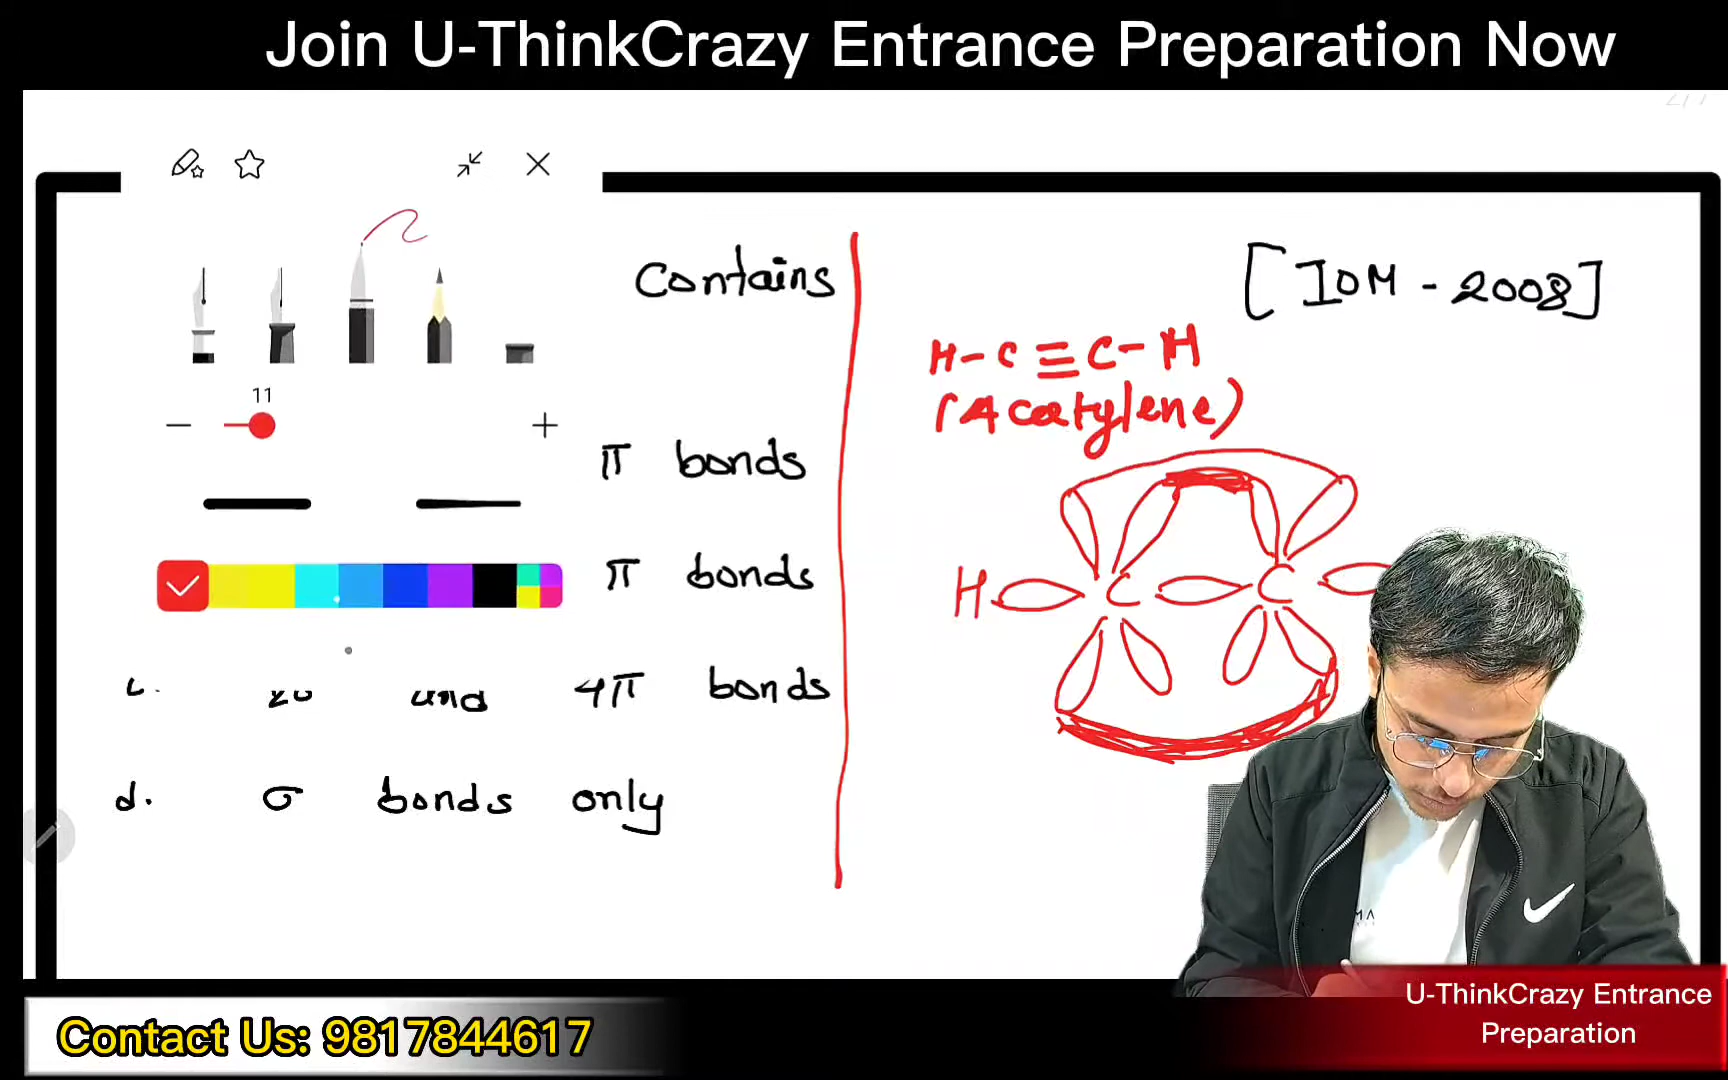 Join U-ThinkCrazy Entrance Preparation Now
contains
[IOM - 2008]
H-C≡C-H
(Acetylene)
11
π bonds
π bonds
and 4π bonds
d. σ bonds only
H C C
Contact Us: 9817844617
U-ThinkCrazy Entrance
Preparation